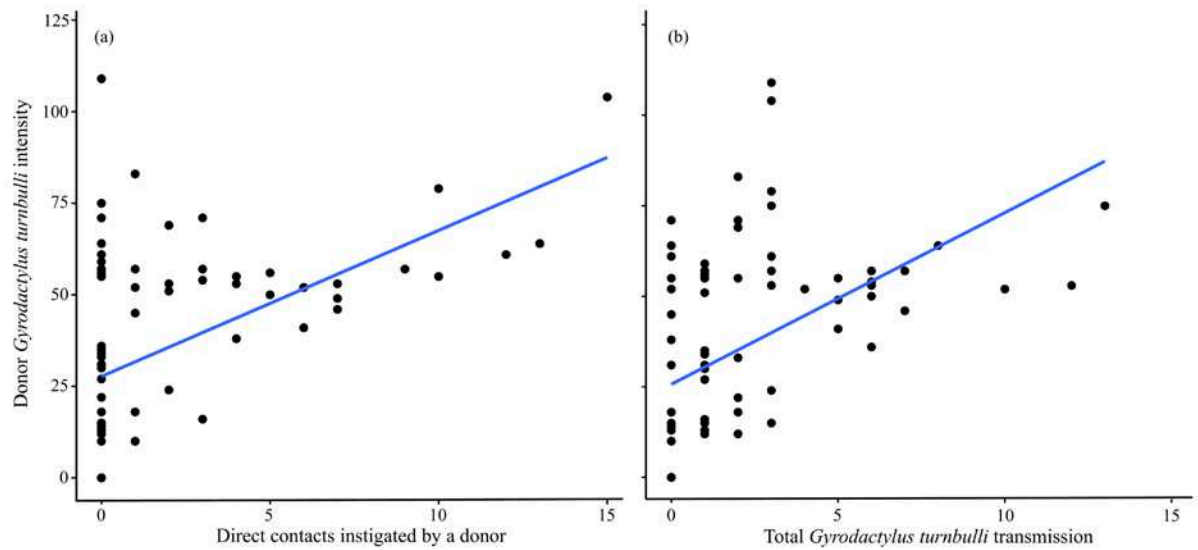 125
100
75
50
25
0
Donor Gyrodactylus turnbulli intensity
(a)
0 5 10 15
Direct contacts instigated by a donor
(b)
0 5 10 15
Total Gyrodactylus turnbulli transmission